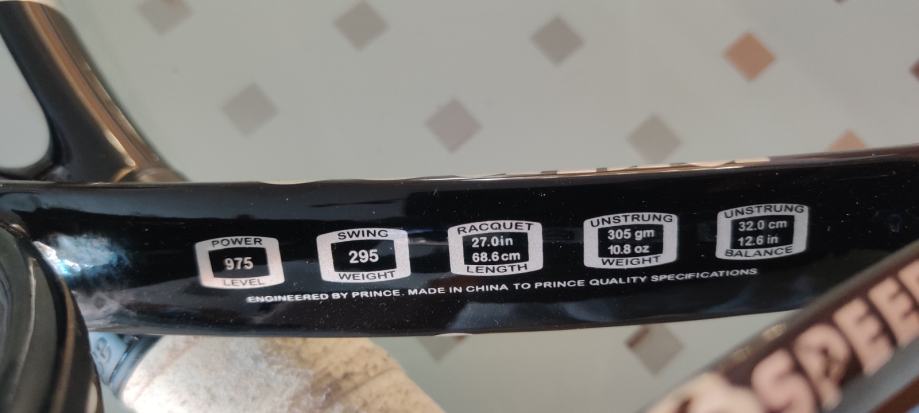 POWER
975
LEVEL
SWING
295
WEIGHT
RACQUET
27.0in
68.6cm
LENGTH
UNSTRUNG
305 gm
10.8 oz
WEIGHT
UNSTRUNG
32.0 cm
12.6 in
BALANCE
ENGINEERED BY PRINCE. MADE IN CHINA TO PRINCE QUALITY SPECIFICATIONS